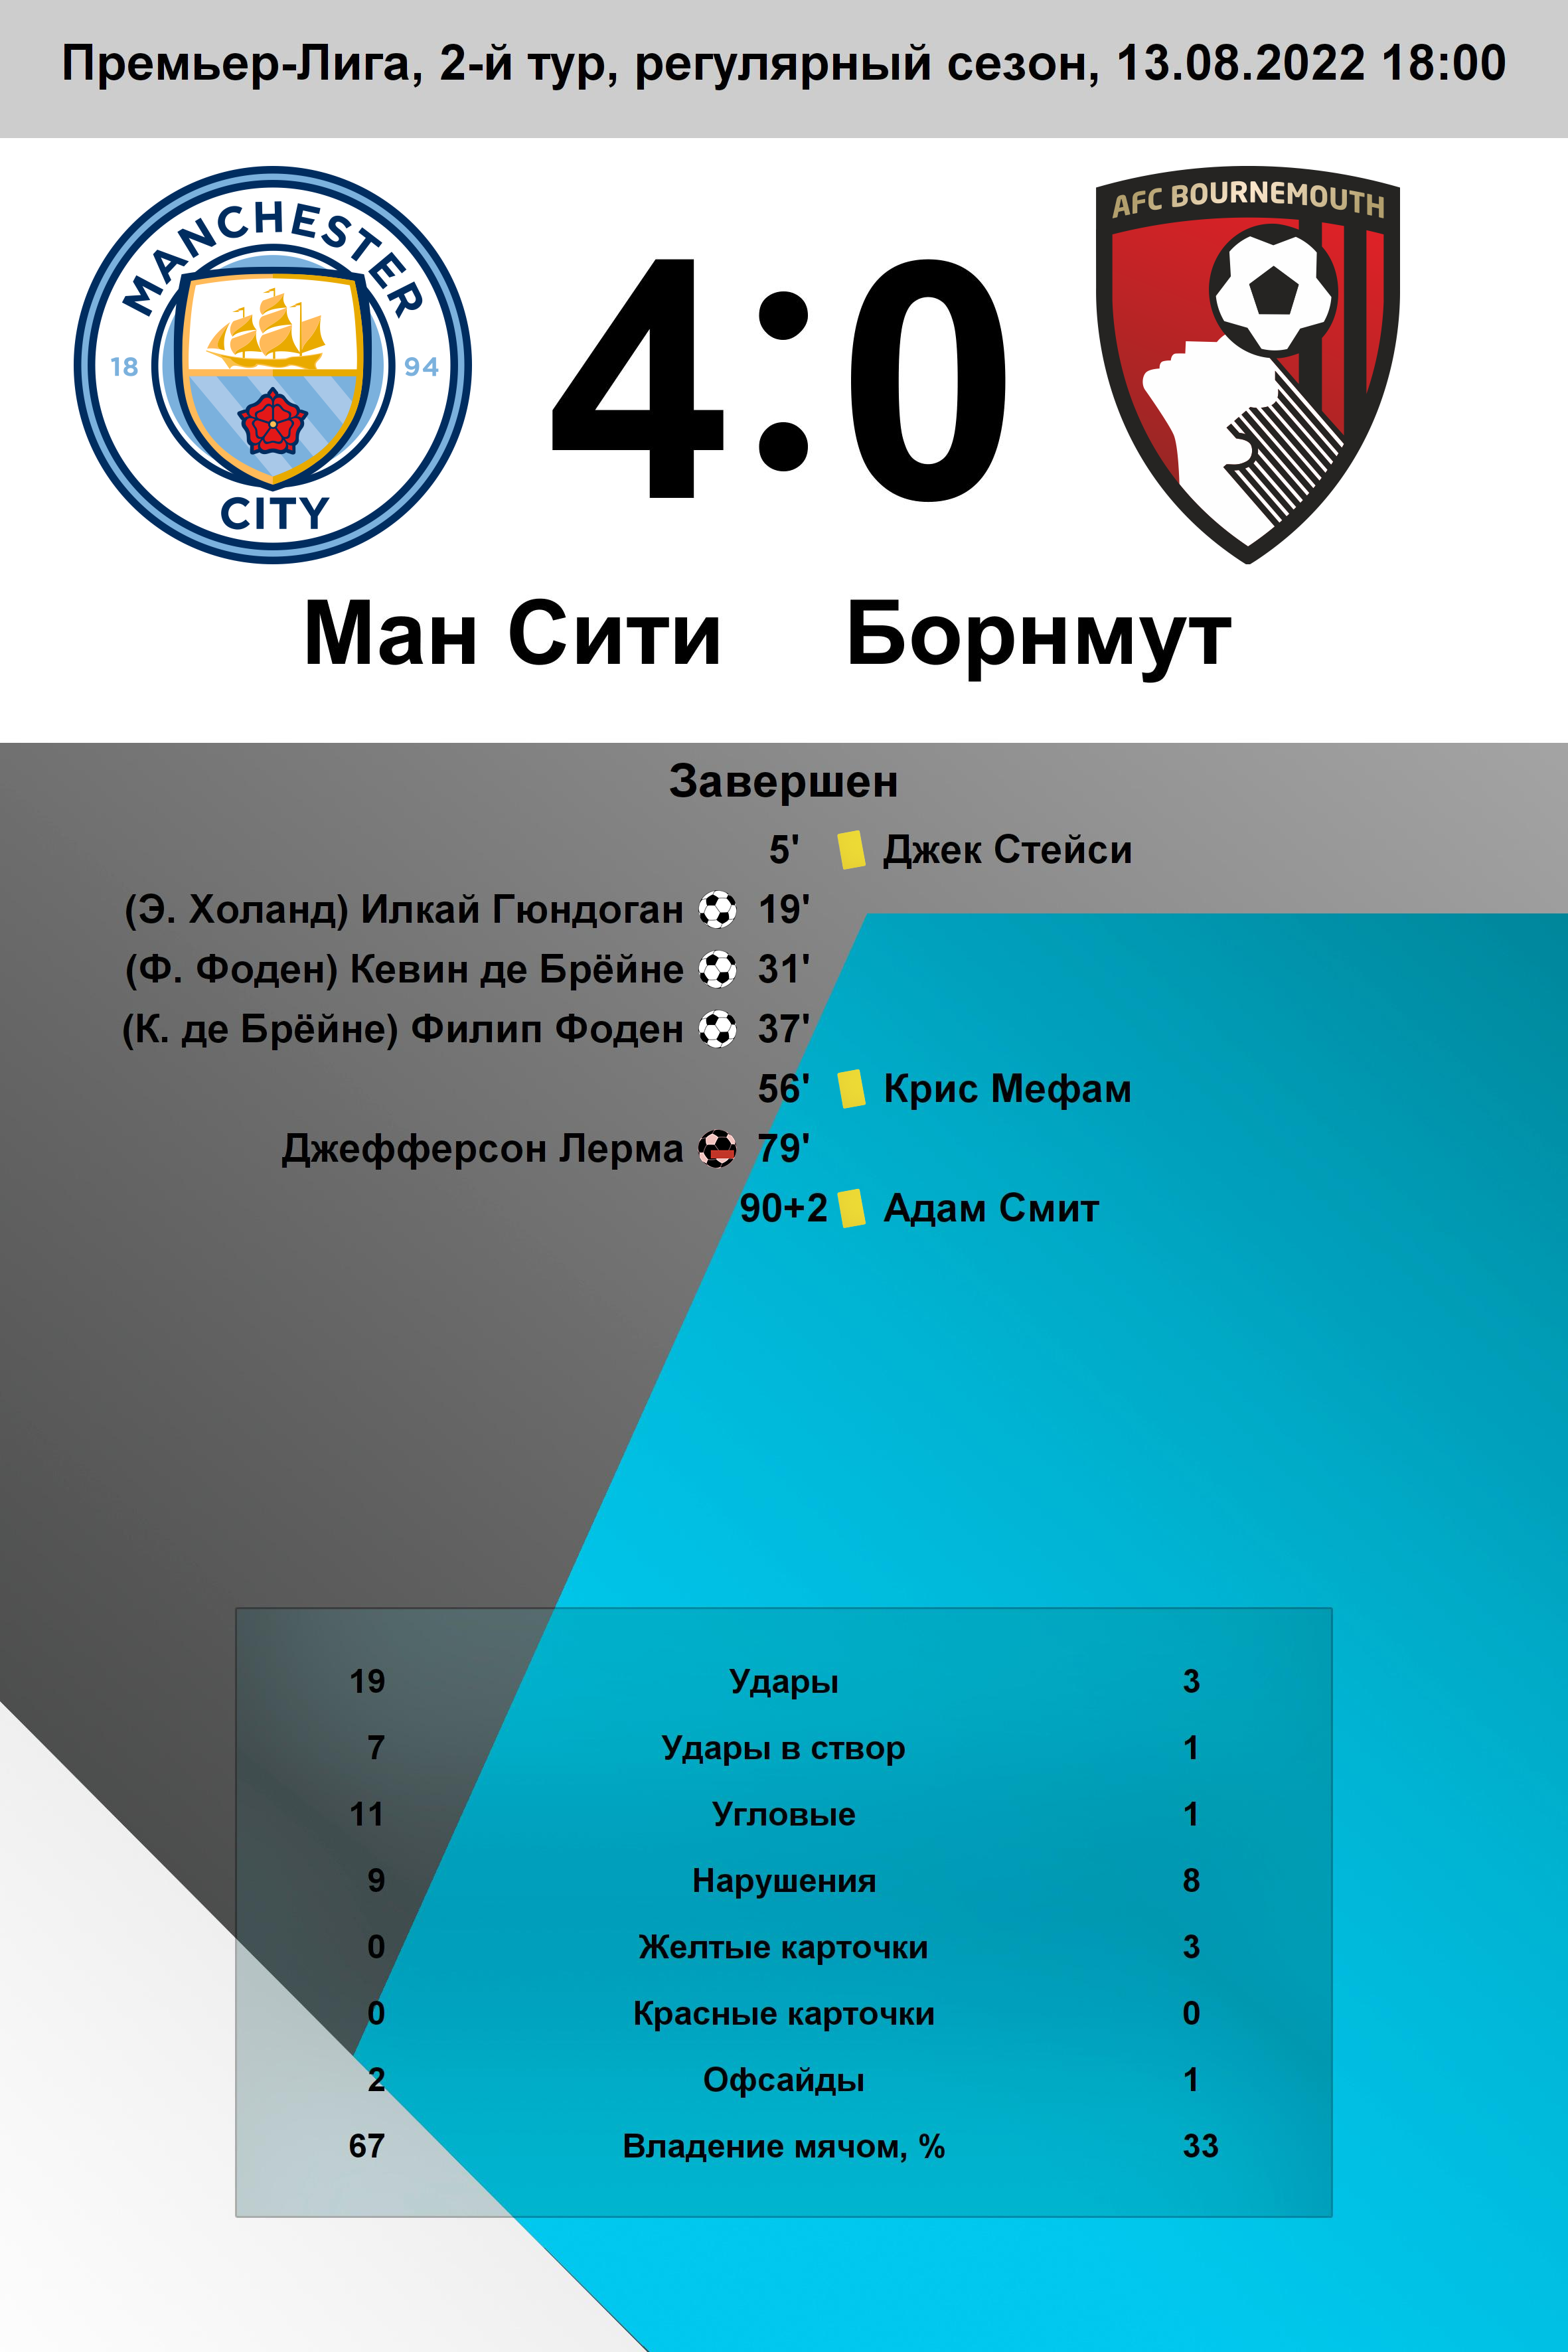 Премьер-Лига, 2-й тур, регулярный сезон, 13.08.2022 18:00
MANCHESTER
18 94
CITY
4:0
AFC BOURNEMOUTH
Ман Сити Борнмут
Завершен
5' Джек Стейси
(Э. Холанд) Илкай Гюндоган 19'
(Ф. Фоден) Кевин де Брёйне 31'
(К. де Брёйне) Филип Фоден 37'
56' Крис Мефам
Джефферсон Лерма 79'
90+2 Адам Смит
19 Удары 3
7 Удары в створ 1
11 Угловые 1
9 Нарушения 8
0 Желтые карточки 3
0 Красные карточки 0
2 Офсайды 1
67 Владение мячом, % 33